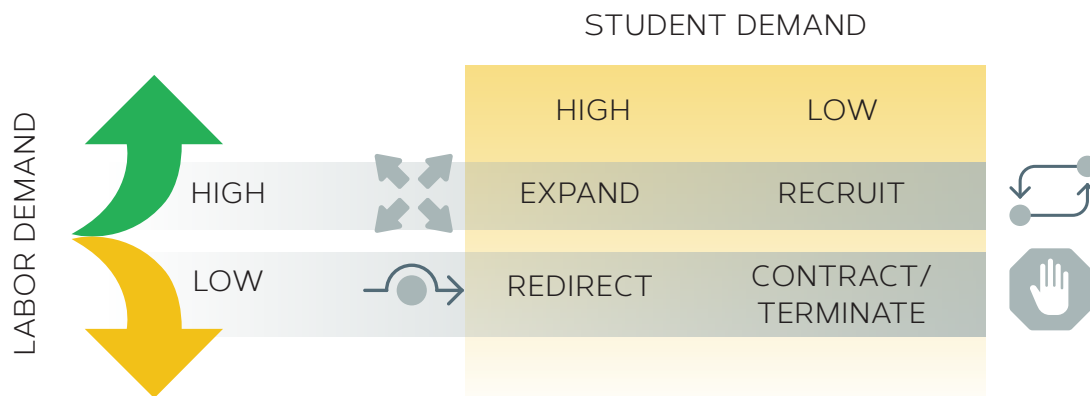 STUDENT DEMAND
HIGH LOW
LABOR DEMAND
HIGH EXPAND RECRUIT
LOW REDIRECT CONTRACT/
TERMINATE